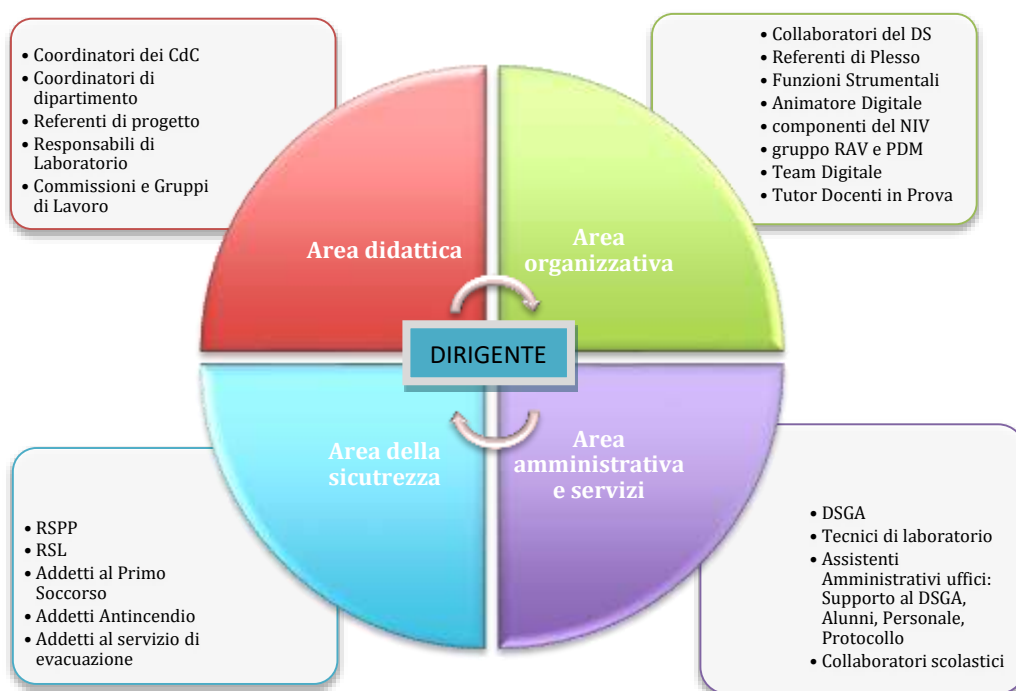 • Coordinatori dei CdC
• Coordinatori di
dipartimento
• Referenti di progetto
• Responsabili di
Laboratorio
• Commissioni e Gruppi
di Lavoro
• Collaboratori del DS
• Referenti di Plesso
• Funzioni Strumentali
• Animatore Digitale
• componenti del NIV
• gruppo RAV e PDM
• Team Digitale
• Tutor Docenti in Prova
Area didattica
Area
organizzativa
DIRIGENTE
Area della
sicutrezza
Area
amministrativa
e servizi
• RSPP
• RSL
• Addetti al Primo
Soccorso
• Addetti Antincendio
• Addetti al servizio di
evacuazione
• DSGA
• Tecnici di laboratorio
• Assistenti
Amministrativi uffici:
Supporto al DSGA,
Alunni, Personale,
Protocollo
• Collaboratori scolastici